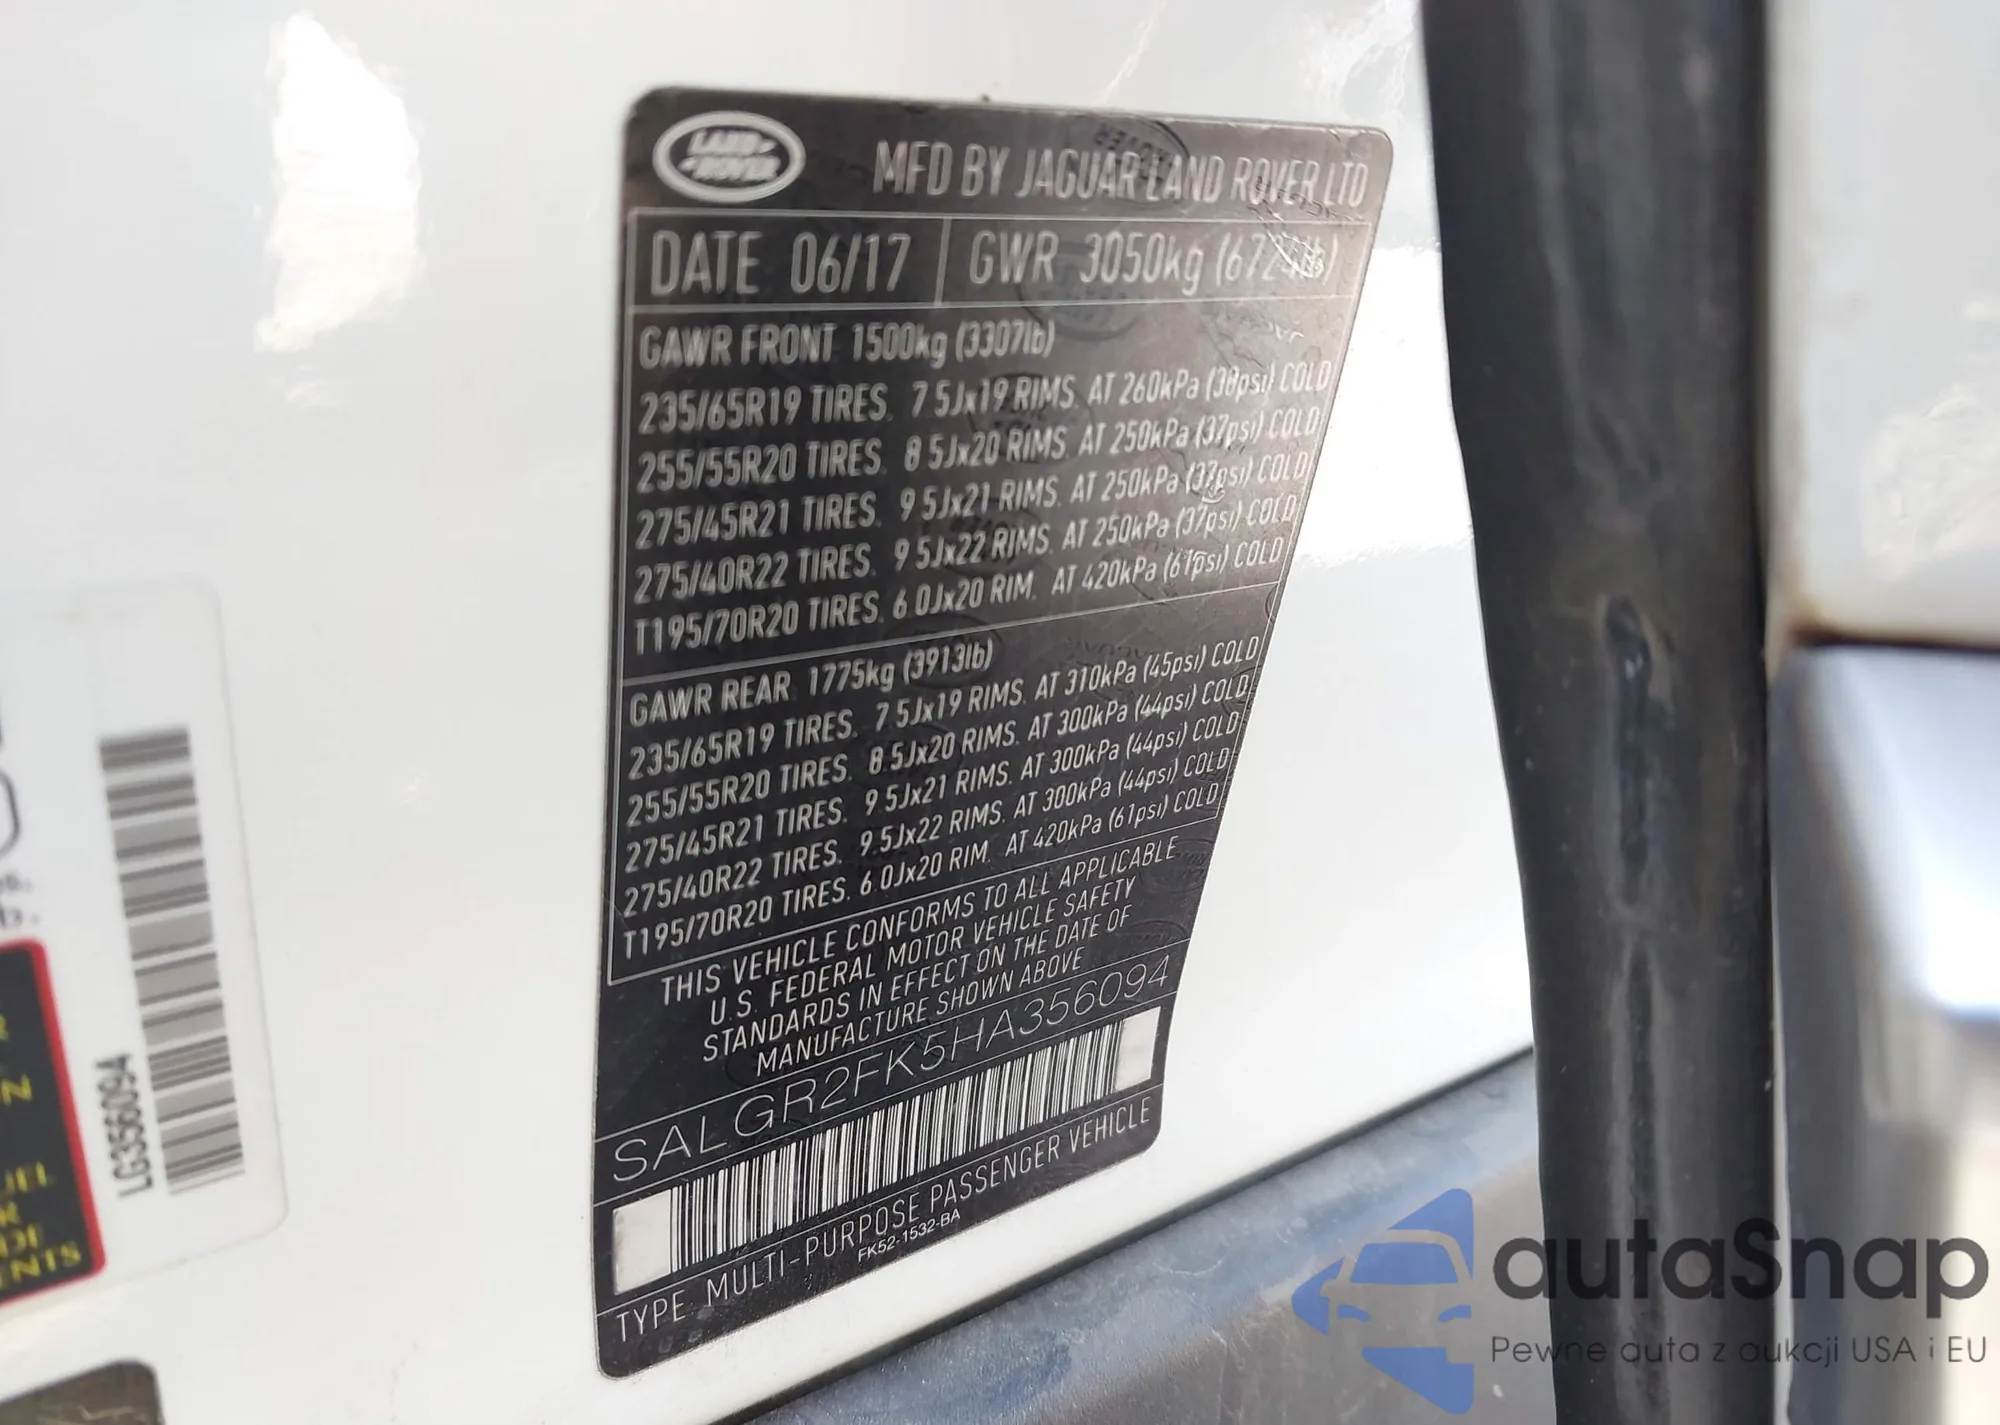 LAND-
-ROVER
MFD BY JAGUAR LAND ROVER LTD
DATE 06/17
GWR 3050kg (6724lb)
GAWR FRONT 1500kg (3307lb)
235/65R19 TIRES. 7.5Jx19 RIMS. AT 260kPa (38psi) COLD
255/55R20 TIRES. 8.5Jx20 RIMS. AT 250kPa (37psi) COLD
275/45R21 TIRES. 9.5Jx21 RIMS. AT 250kPa (37psi) COLD
275/40R22 TIRES. 9.5Jx22 RIMS. AT 250kPa (37psi) COLD
T195/70R20 TIRES. 6.0Jx20 RIM. AT 420kPa (61psi) COLD
GAWR REAR 1775kg (3913lb)
235/65R19 TIRES. 7.5Jx19 RIMS. AT 310kPa (45psi) COLD
255/55R20 TIRES. 8.5Jx20 RIMS. AT 300kPa (44psi) COLD
275/45R21 TIRES. 9.5Jx21 RIMS. AT 300kPa (44psi) COLD
275/40R22 TIRES. 9.5Jx22 RIMS. AT 300kPa (44psi) COLD
T195/70R20 TIRES. 6.0Jx20 RIM. AT 420kPa (61psi) COLD
THIS VEHICLE CONFORMS TO ALL APPLICABLE
U.S. FEDERAL MOTOR VEHICLE SAFETY
STANDARDS IN EFFECT ON THE DATE OF
MANUFACTURE SHOWN ABOVE
SALGR2FK5HA356094
TYPE: MULTI-PURPOSE PASSENGER VEHICLE
FK52-1532-BA
LG356094
autaSnap
Pewne auta z aukcji USA i EU